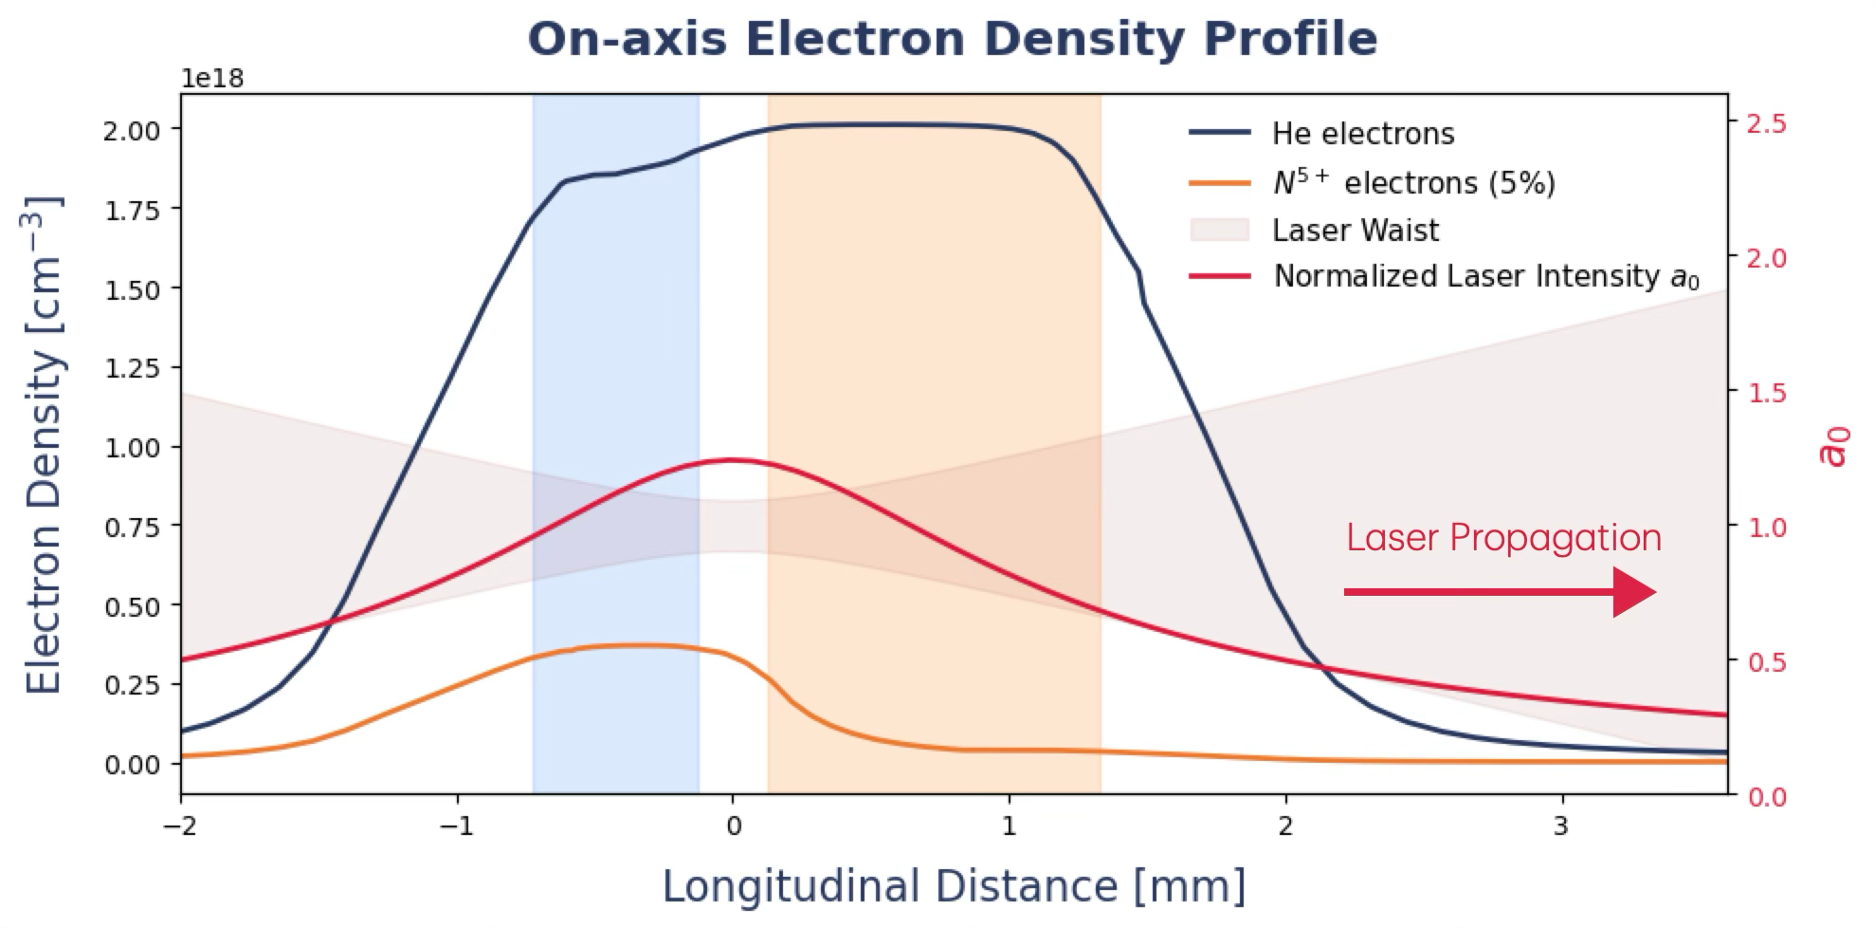 On-axis Electron Density Profile
1e18
2.00
1.75
1.50
1.25
1.00
0.75
0.50
0.25
0.00
Electron Density [cm⁻³]
He electrons
N⁵⁺ electrons (5%)
Laser Waist
Normalized Laser Intensity a₀
Laser Propagation
2.5
2.0
1.5
1.0
0.5
0.0
a₀
−2 −1 0 1 2 3
Longitudinal Distance [mm]